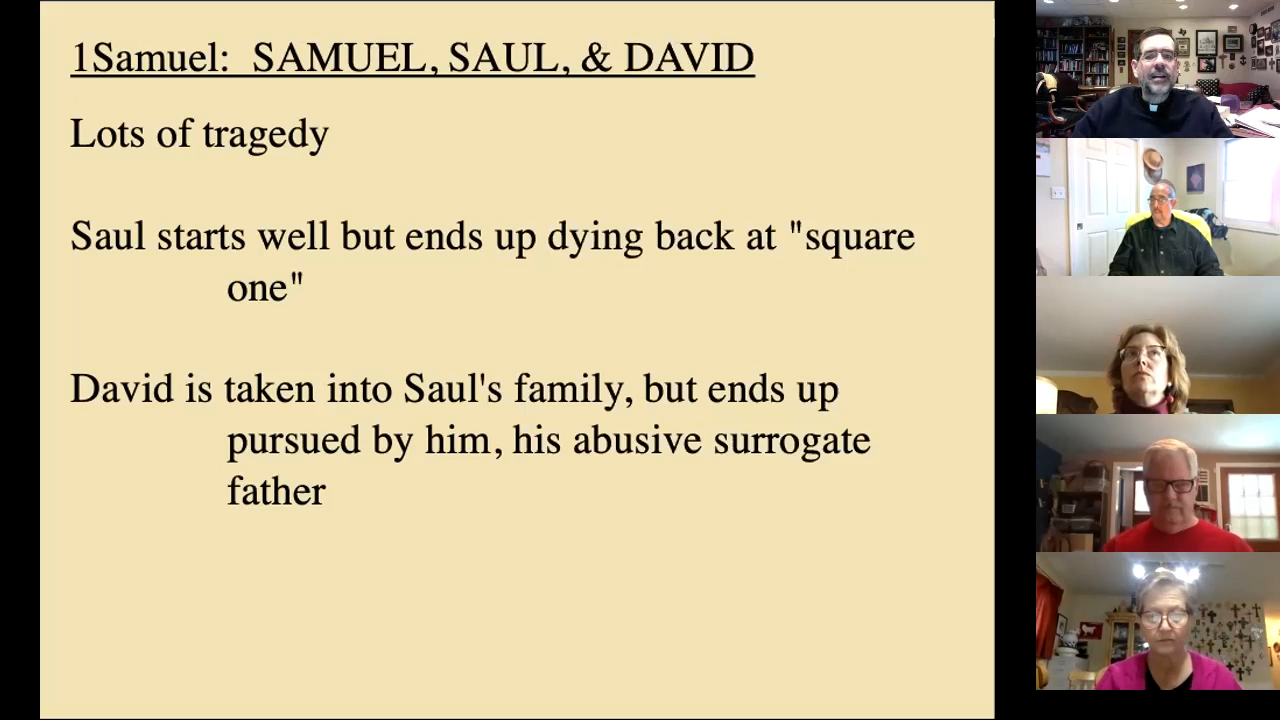 1Samuel: SAMUEL, SAUL, & DAVID
Lots of tragedy
Saul starts well but ends up dying back at "square
one"
David is taken into Saul's family, but ends up
pursued by him, his abusive surrogate
father